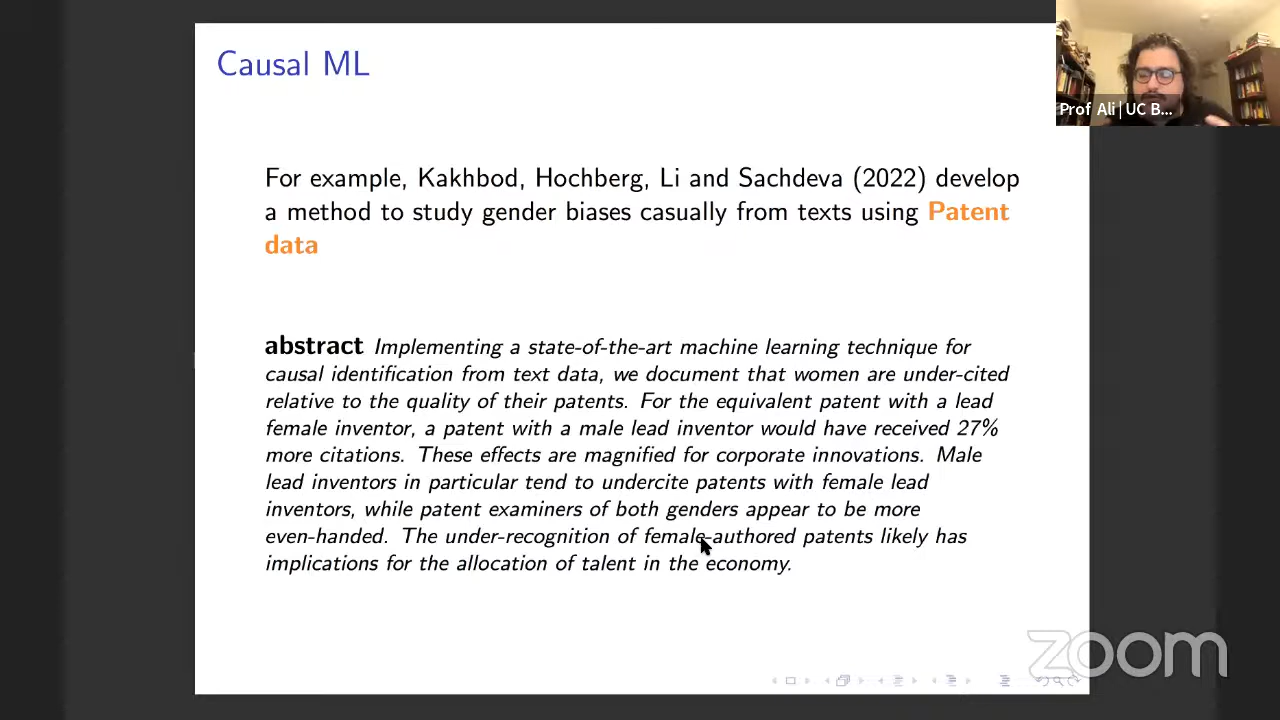 Causal ML
Prof Ali | UC B...
For example, Kakhbod, Hochberg, Li and Sachdeva (2022) develop
a method to study gender biases casually from texts using Patent
data
abstract Implementing a state-of-the-art machine learning technique for
causal identification from text data, we document that women are under-cited
relative to the quality of their patents. For the equivalent patent with a lead
female inventor, a patent with a male lead inventor would have received 27%
more citations. These effects are magnified for corporate innovations. Male
lead inventors in particular tend to undercite patents with female lead
inventors, while patent examiners of both genders appear to be more
even-handed. The under-recognition of female-authored patents likely has
implications for the allocation of talent in the economy.
zoom